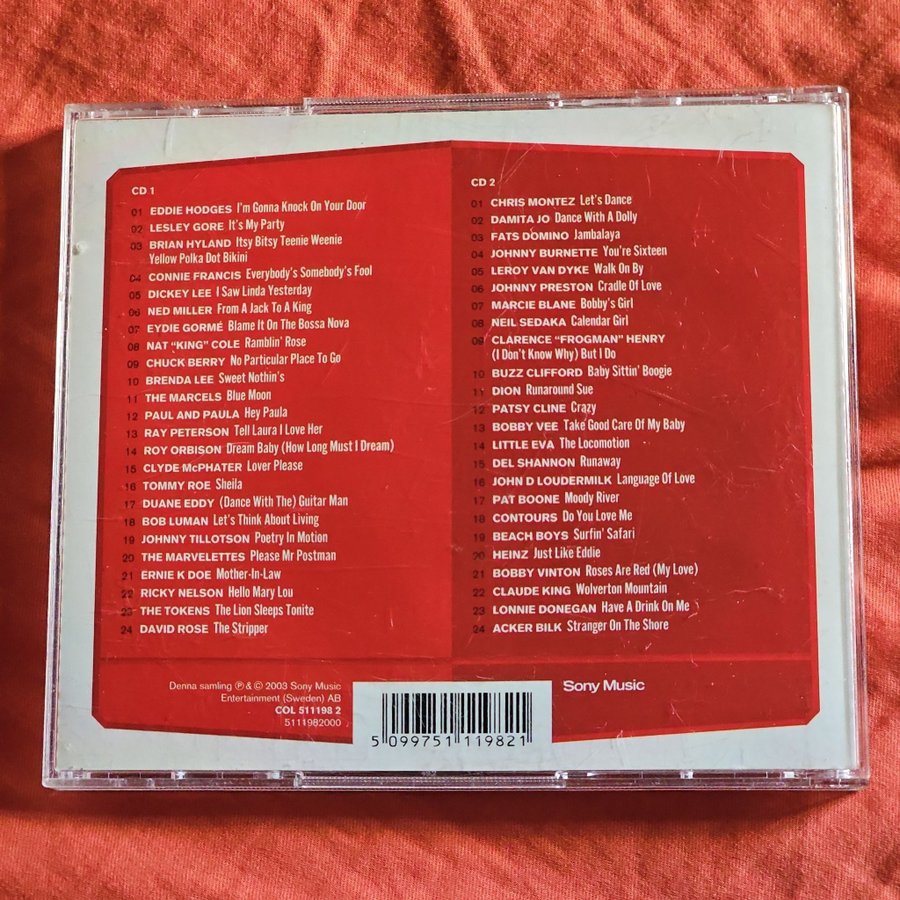 CD 1
01 EDDIE HODGES I'm Gonna Knock On Your Door
02 LESLEY GORE It's My Party
03 BRIAN HYLAND Itsy Bitsy Teenie Weenie
Yellow Polka Dot Bikini
04 CONNIE FRANCIS Everybody's Somebody's Fool
05 DICKEY LEE I Saw Linda Yesterday
06 NED MILLER From A Jack To A King
07 EYDIE GORMÉ Blame It On The Bossa Nova
08 NAT "KING" COLE Ramblin' Rose
09 CHUCK BERRY No Particular Place To Go
10 BRENDA LEE Sweet Nothin's
11 THE MARCELS Blue Moon
12 PAUL AND PAULA Hey Paula
13 RAY PETERSON Tell Laura I Love Her
14 ROY ORBISON Dream Baby (How Long Must I Dream)
15 CLYDE McPHATER Lover Please
16 TOMMY ROE Sheila
17 DUANE EDDY (Dance With The) Guitar Man
18 BOB LUMAN Let's Think About Living
19 JOHNNY TILLOTSON Poetry In Motion
20 THE MARVELETTES Please Mr Postman
21 ERNIE K DOE Mother-In-Law
22 RICKY NELSON Hello Mary Lou
23 THE TOKENS The Lion Sleeps Tonite
24 DAVID ROSE The Stripper
CD 2
01 CHRIS MONTEZ Let's Dance
02 DAMITA JO Dance With A Dolly
03 FATS DOMINO Jambalaya
04 JOHNNY BURNETTE You're Sixteen
05 LEROY VAN DYKE Walk On By
06 JOHNNY PRESTON Cradle Of Love
07 MARCIE BLANE Bobby's Girl
08 NEIL SEDAKA Calendar Girl
09 CLARENCE "FROGMAN" HENRY
(I Don't Know Why) But I Do
10 BUZZ CLIFFORD Baby Sittin' Boogie
11 DION Runaround Sue
12 PATSY CLINE Crazy
13 BOBBY VEE Take Good Care Of My Baby
14 LITTLE EVA The Locomotion
15 DEL SHANNON Runaway
16 JOHN D LOUDERMILK Language Of Love
17 PAT BOONE Moody River
18 CONTOURS Do You Love Me
19 BEACH BOYS Surfin' Safari
20 HEINZ Just Like Eddie
21 BOBBY VINTON Roses Are Red (My Love)
22 CLAUDE KING Wolverton Mountain
23 LONNIE DONEGAN Have A Drink On Me
24 ACKER BILK Stranger On The Shore
Denna samling ℗ & © 2003 Sony Music
Entertainment (Sweden) AB
COL 511198 2
5111982000
5 099751 119821
Sony Music